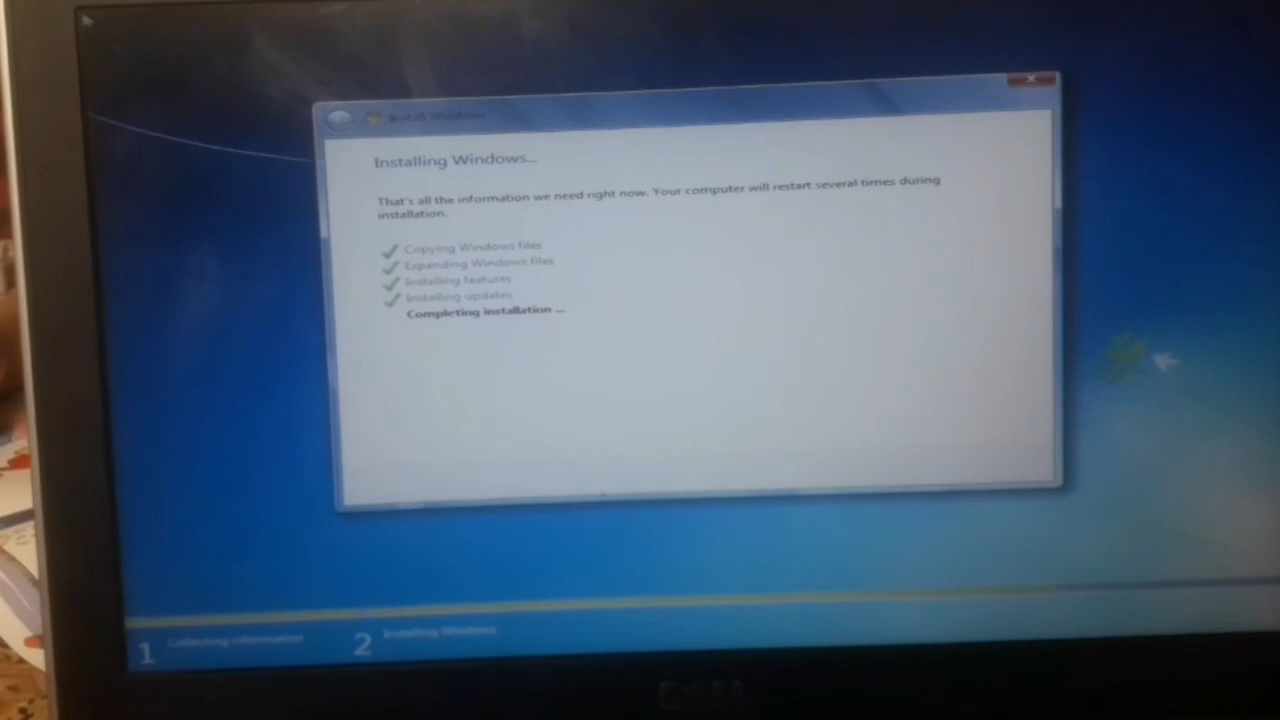 Install Windows
Installing Windows...
That's all the information we need right now. Your computer will restart several times during
installation.
Copying Windows files
Expanding Windows files
Installing features
Installing updates
Completing installation ...
1 Collecting information
2 Installing Windows
DELL